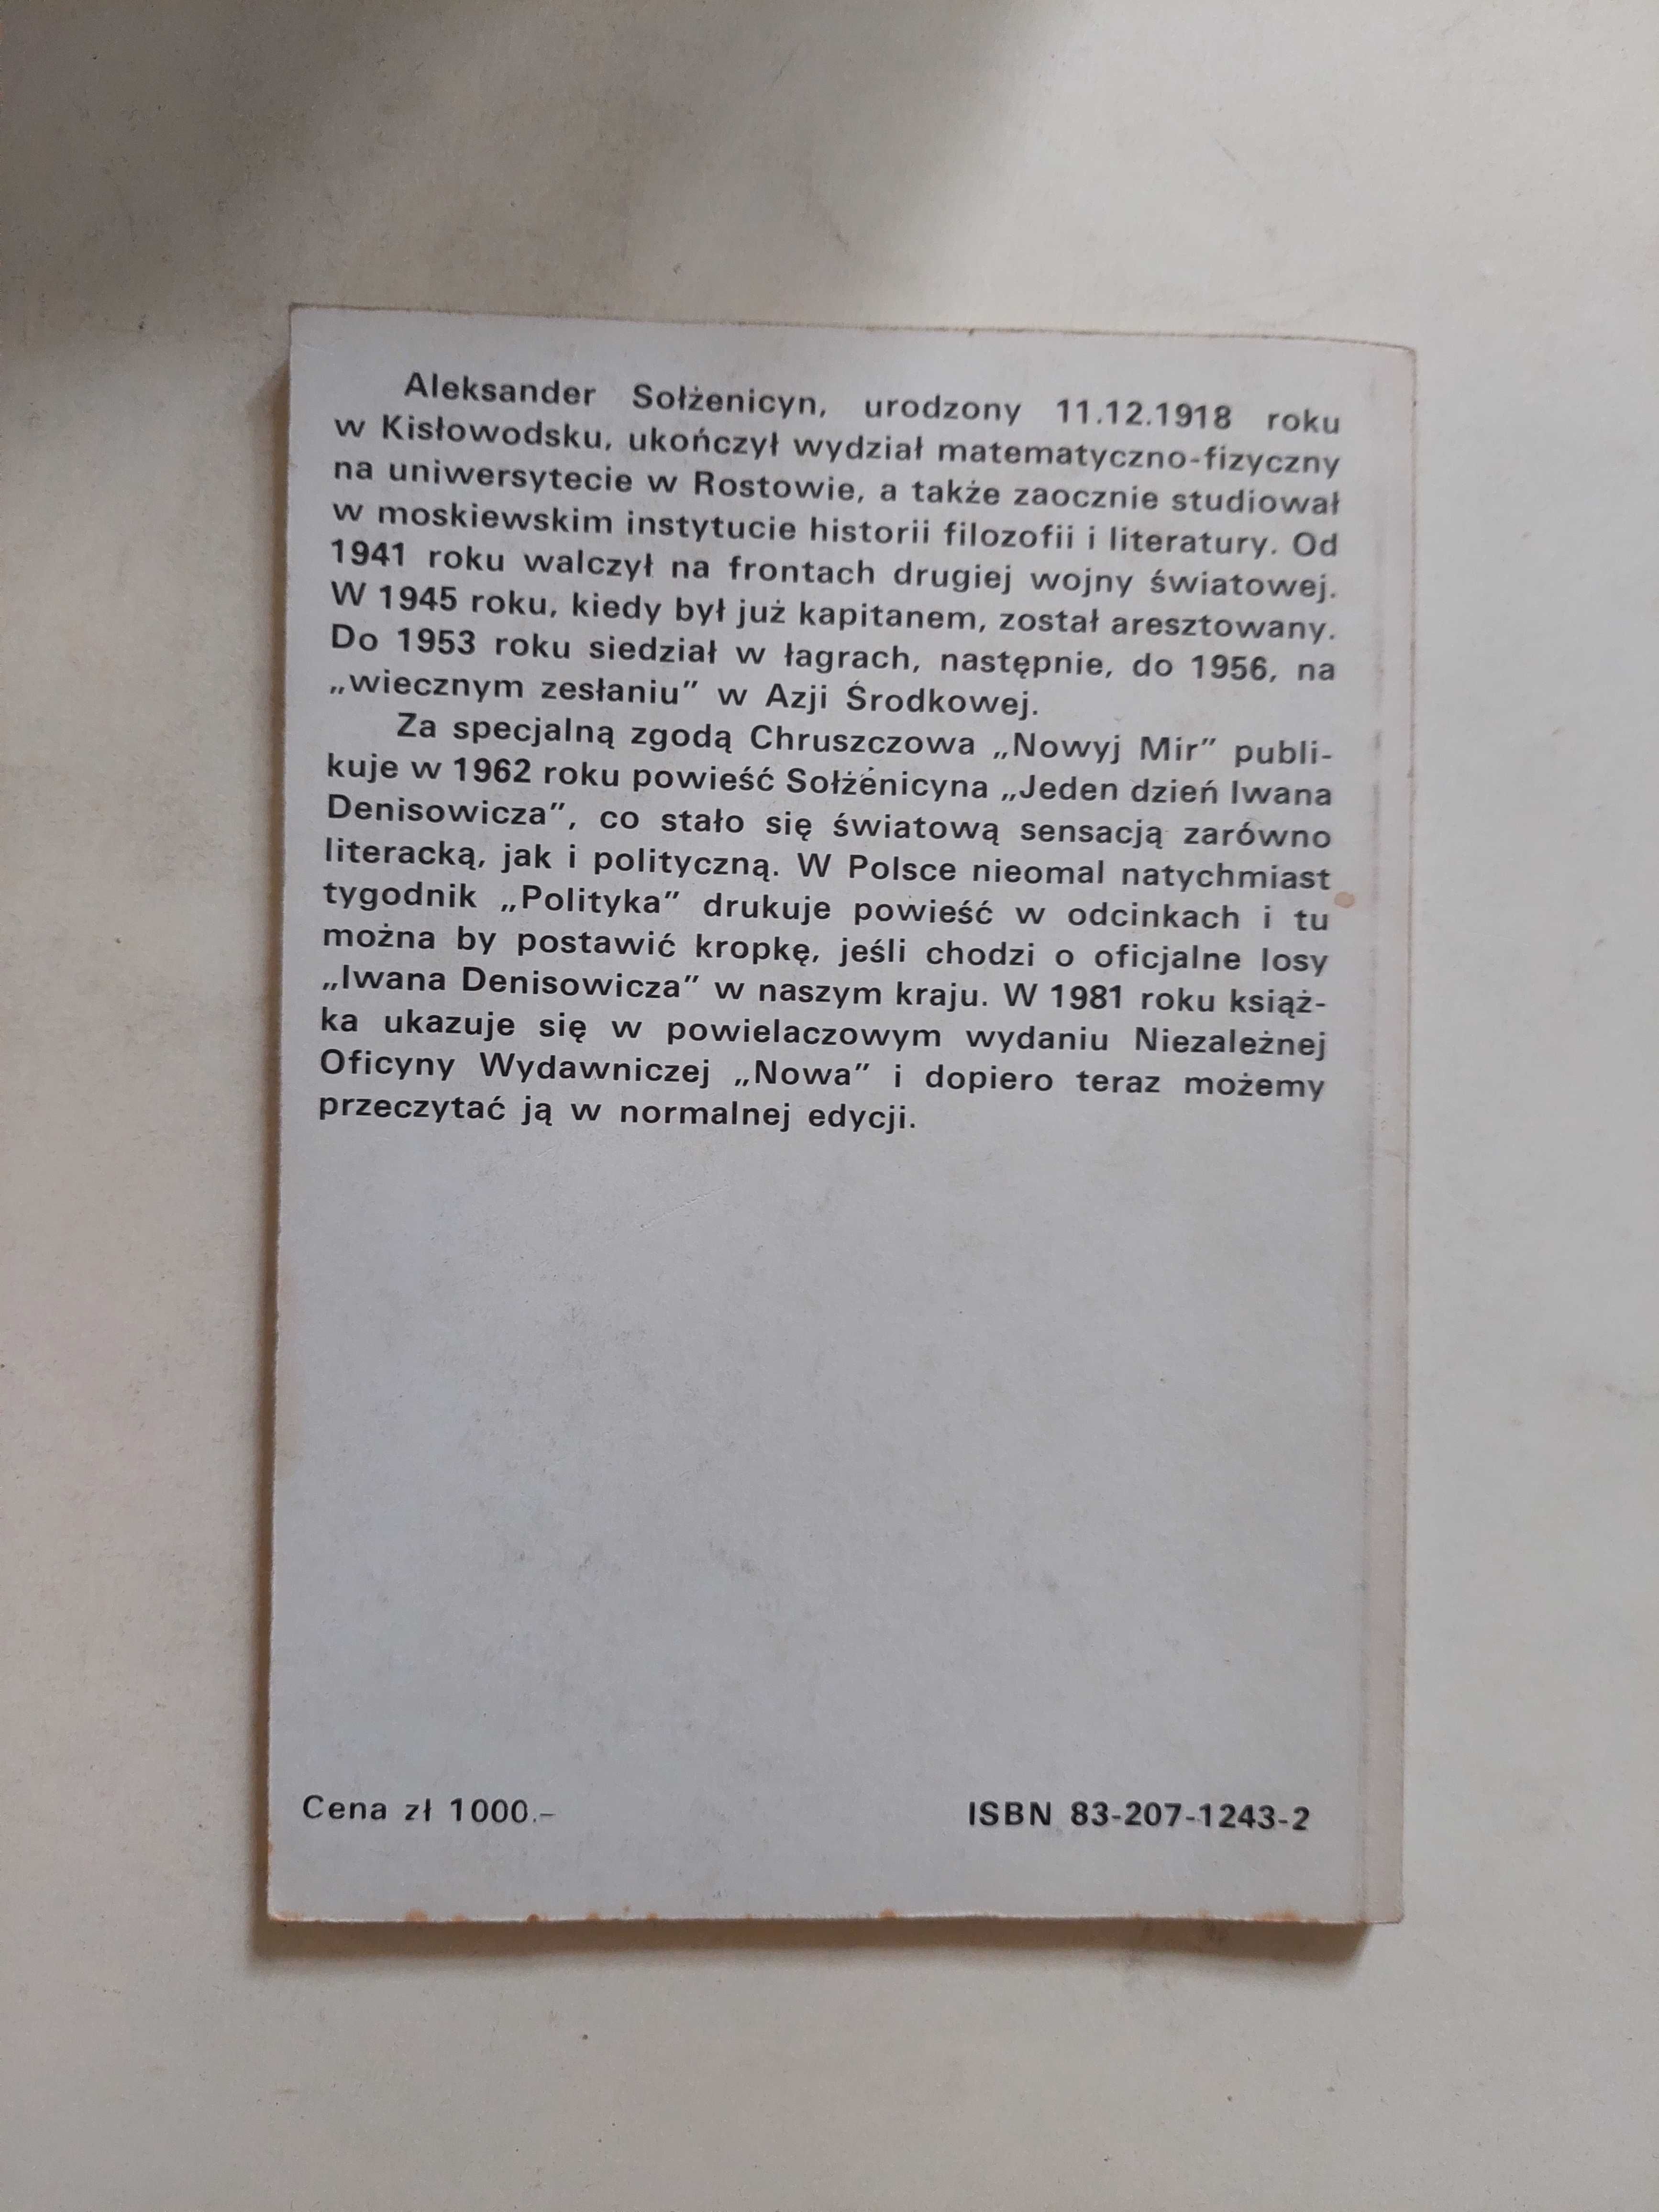 Aleksander Sołżenicyn, urodzony 11.12.1918 roku
w Kisłowodsku, ukończył wydział matematyczno-fizyczny
na uniwersytecie w Rostowie, a także zaocznie studiował
w moskiewskim instytucie historii filozofii i literatury. Od
1941 roku walczył na frontach drugiej wojny światowej.
W 1945 roku, kiedy był już kapitanem, został aresztowany.
Do 1953 roku siedział w łagrach, następnie, do 1956, na
„wiecznym zesłaniu” w Azji Środkowej.
Za specjalną zgodą Chruszczowa „Nowyj Mir” publi-
kuje w 1962 roku powieść Sołżenicyna „Jeden dzień Iwana
Denisowicza”, co stało się światową sensacją zarówno
literacką, jak i polityczną. W Polsce nieomal natychmiast
tygodnik „Polityka” drukuje powieść w odcinkach i tu
można by postawić kropkę, jeśli chodzi o oficjalne losy
„Iwana Denisowicza” w naszym kraju. W 1981 roku książ-
ka ukazuje się w powielaczowym wydaniu Niezależnej
Oficyny Wydawniczej „Nowa” i dopiero teraz możemy
przeczytać ją w normalnej edycji.
Cena zł 1000.–
ISBN 83-207-1243-2